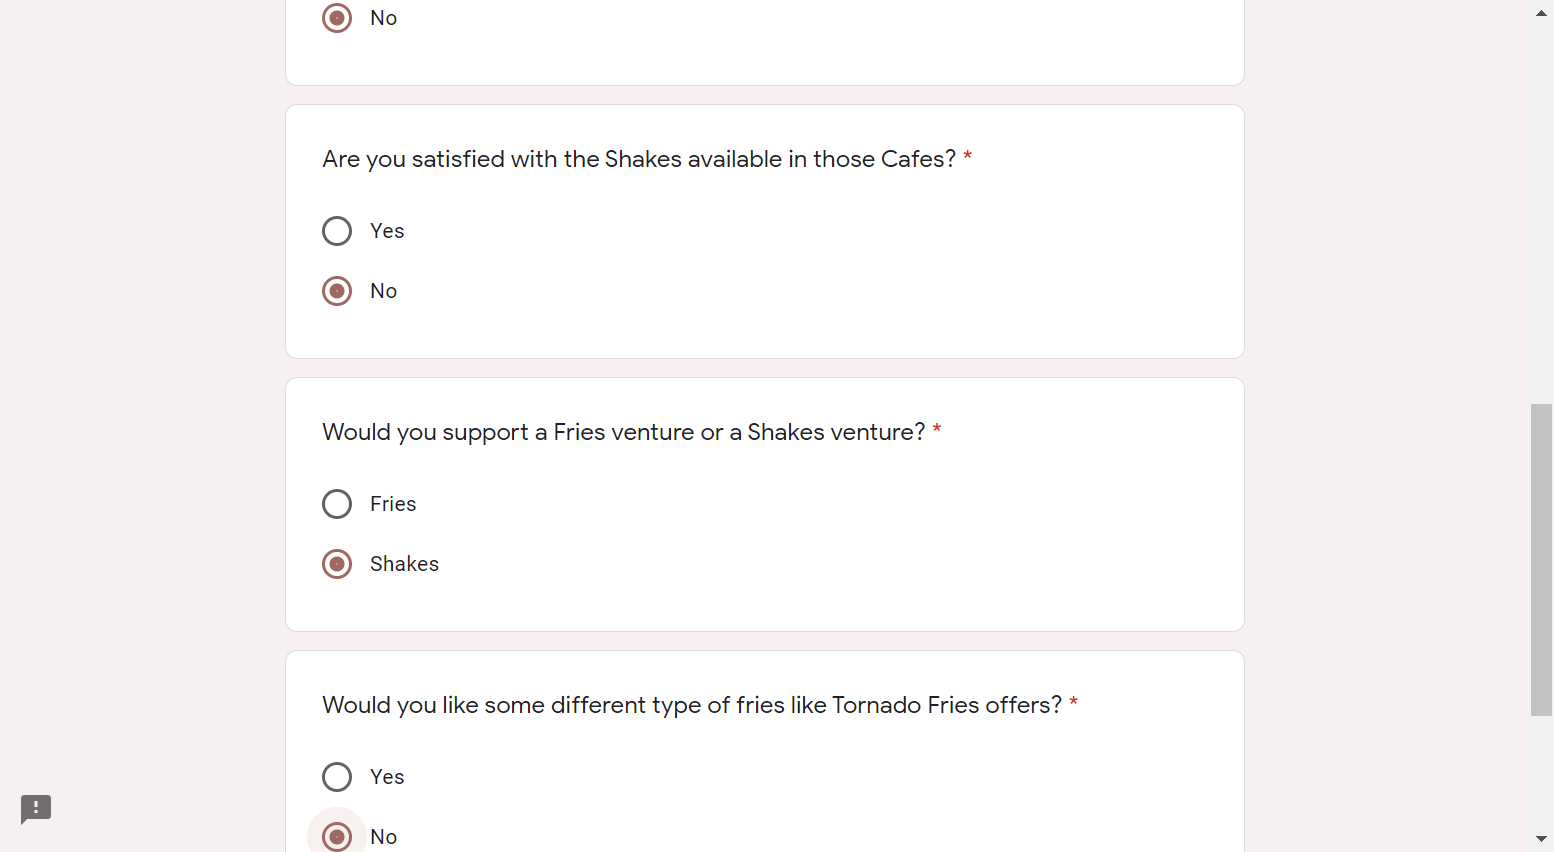 No
Are you satisfied with the Shakes available in those Cafes? *
Yes
No
Would you support a Fries venture or a Shakes venture? *
Fries
Shakes
Would you like some different type of fries like Tornado Fries offers? *
Yes
No